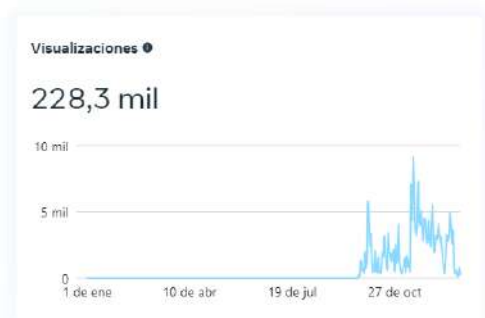 Visualizaciones
228,3 mil
10 mil
5 mil
0
1 de ene 10 de abr 19 de jul 27 de oct